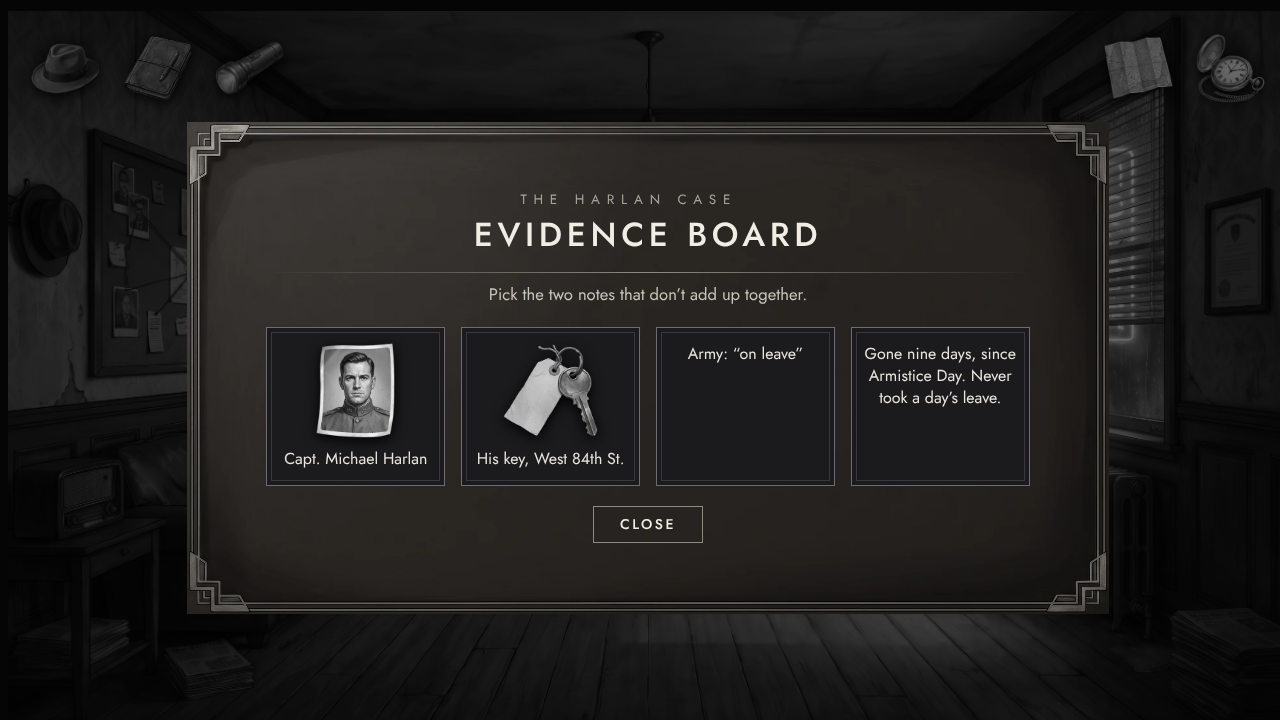 THE HARLAN CASE
EVIDENCE BOARD
Pick the two notes that don’t add up together.
Capt. Michael Harlan
His key, West 84th St.
Army: “on leave”
Gone nine days, since
Armistice Day. Never
took a day’s leave.
CLOSE